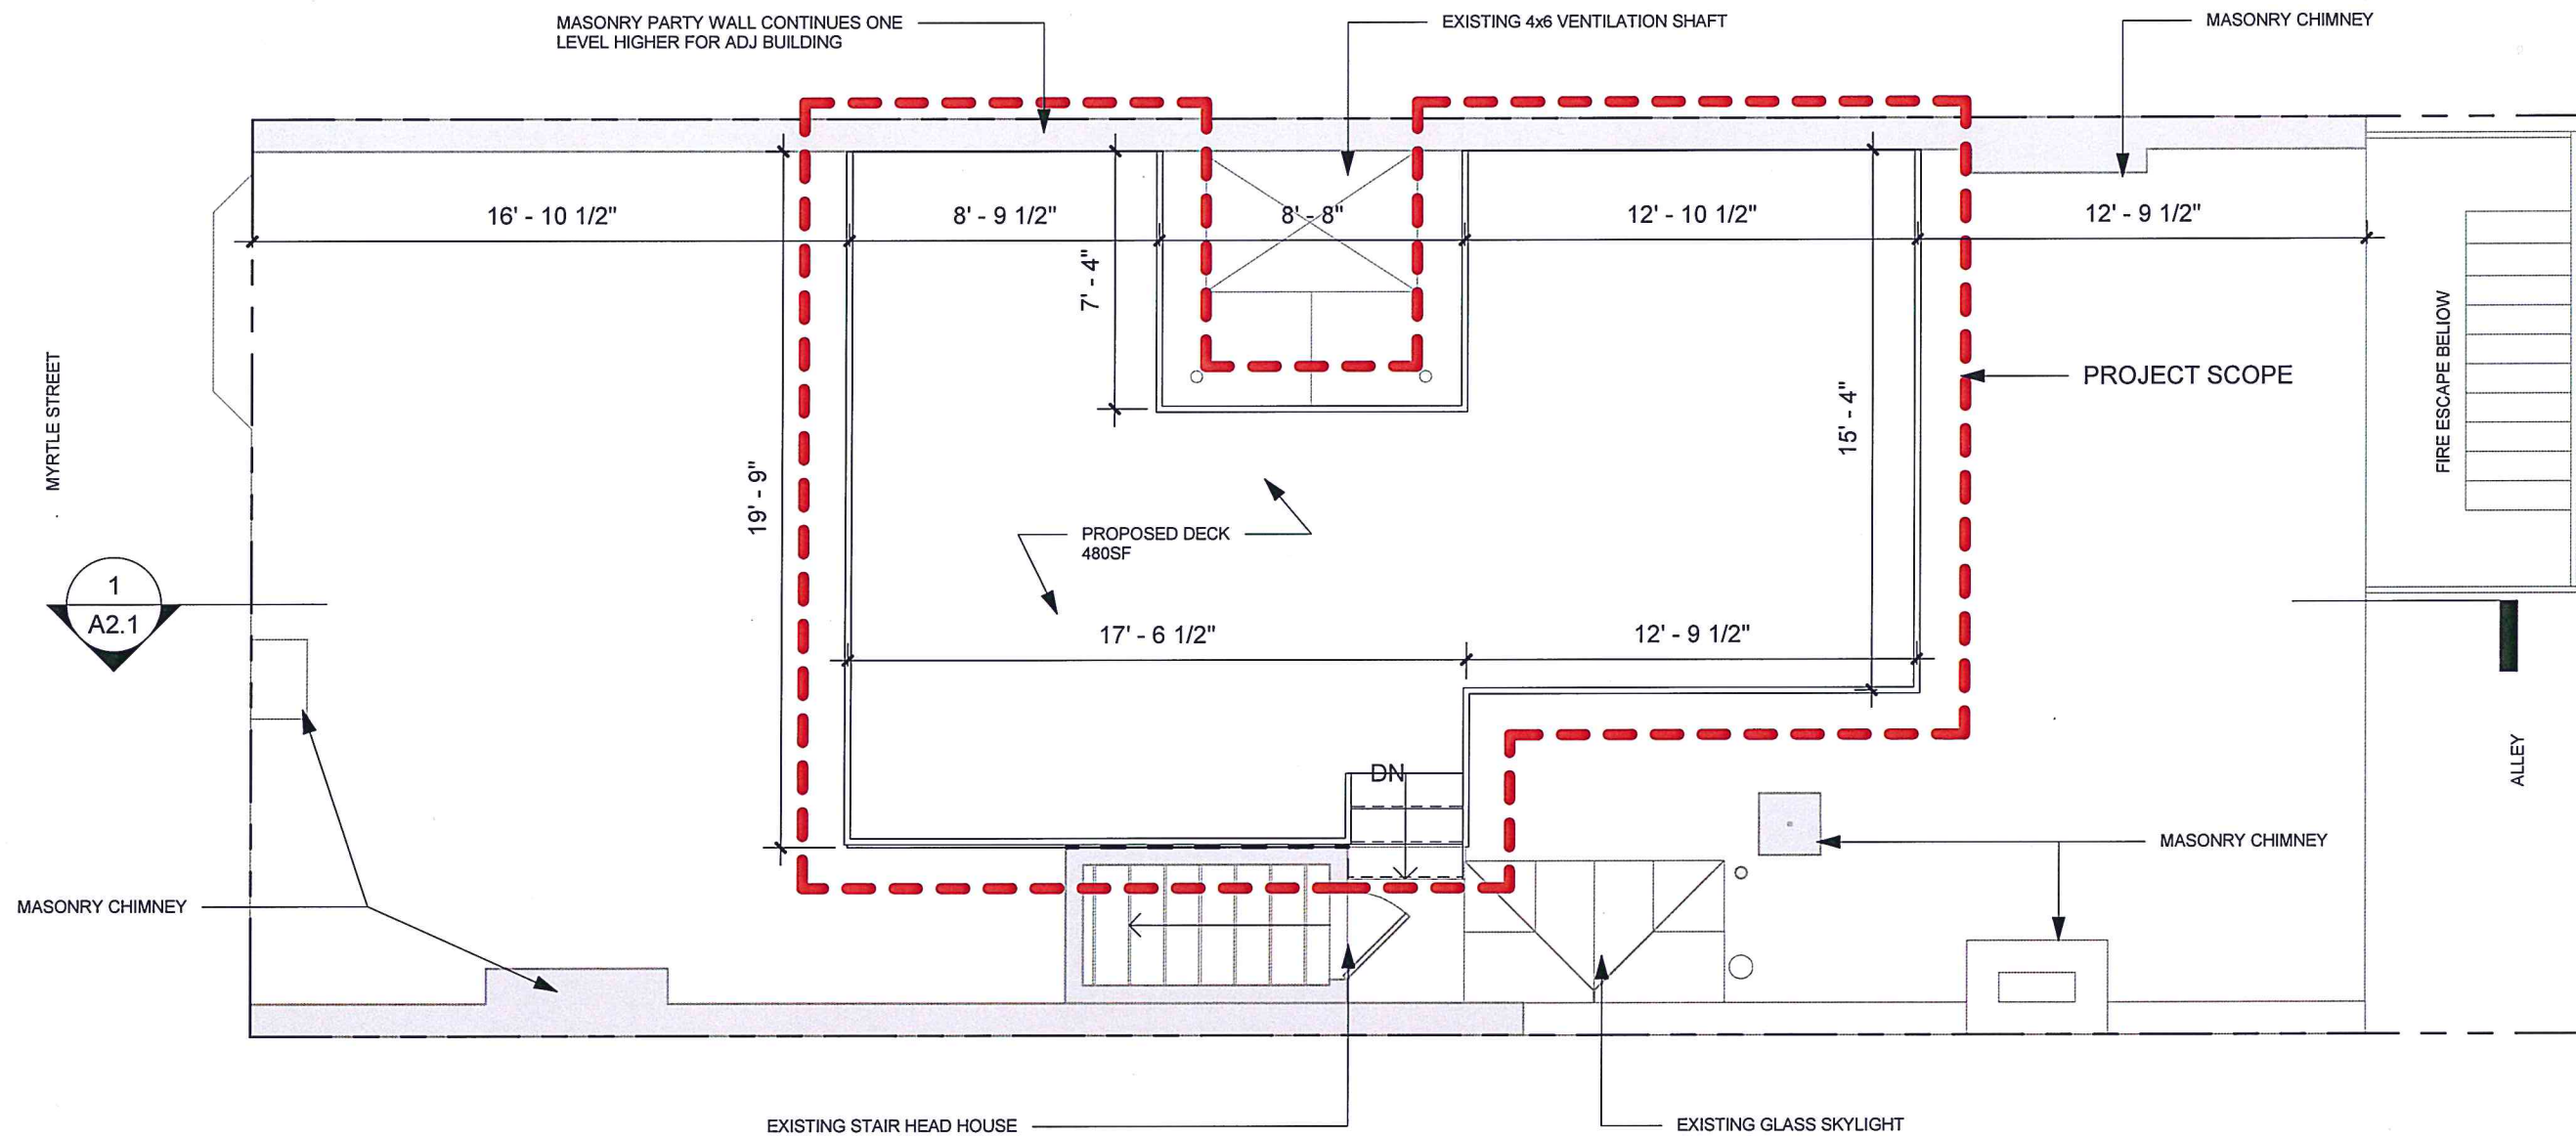 MASONRY PARTY WALL CONTINUES ONE
LEVEL HIGHER FOR ADJ BUILDING
EXISTING 4x6 VENTILATION SHAFT
MASONRY CHIMNEY
16' - 10 1/2"
8' - 9 1/2"
8' - 8"
12' - 10 1/2"
12' - 9 1/2"
7' - 4"
MYRTLE STREET
PROJECT SCOPE
FIRE ESCAPE BELIOW
15' - 4"
19' - 9"
PROPOSED DECK
480SF
1
A2.1
17' - 6 1/2"
12' - 9 1/2"
DN
ALLEY
MASONRY CHIMNEY
MASONRY CHIMNEY
EXISTING STAIR HEAD HOUSE
EXISTING GLASS SKYLIGHT